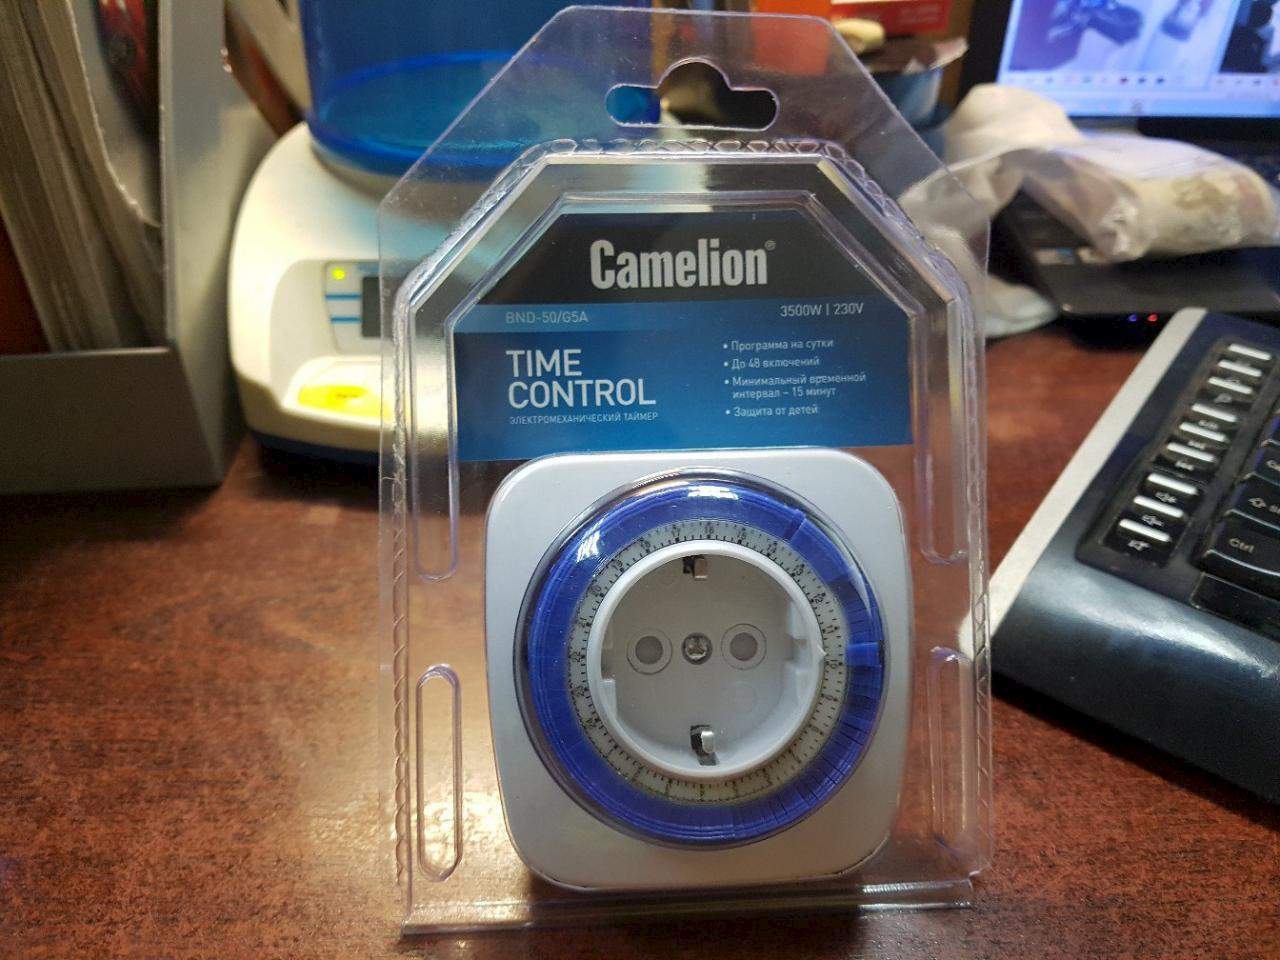 Camelion®
BND-50/G5A
3500W | 230V
TIME
CONTROL
ЭЛЕКТРОМЕХАНИЧЕСКИЙ ТАЙМЕР
• Программа на сутки
• До 48 включений
• Минимальный временной
интервал – 15 минут
• Защита от детей
Ctrl